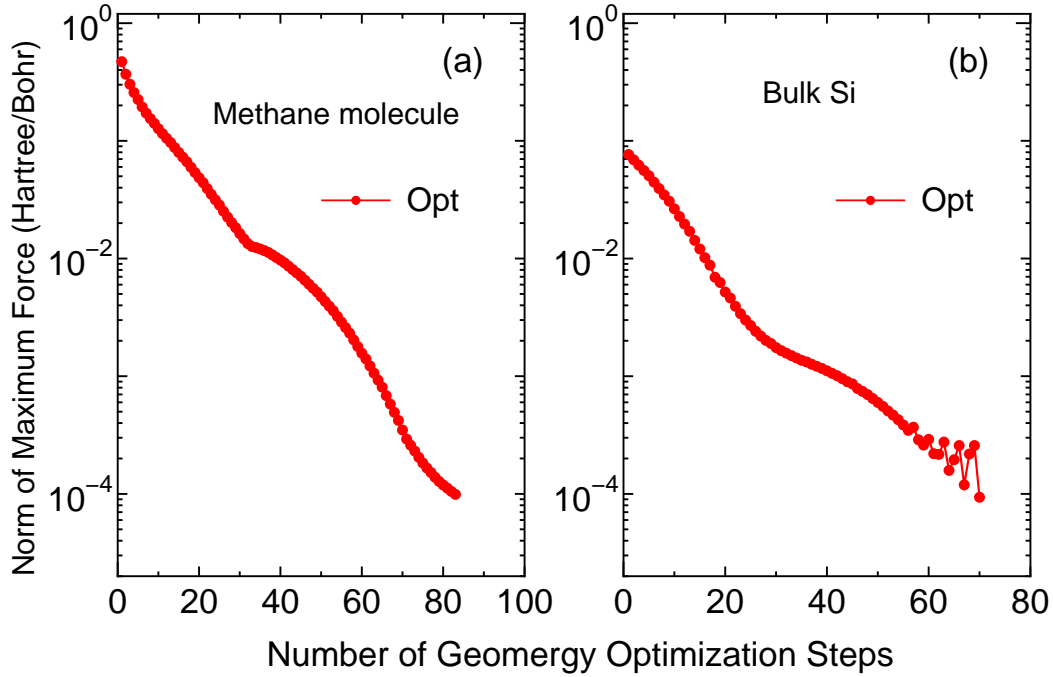 Norm of Maximum Force (Hartree/Bohr)
10^0
10^−2
10^−4
(a)
Methane molecule
Opt
0 20 40 60 80 100
10^0
10^−2
10^−4
(b)
Bulk Si
Opt
0 20 40 60 80
Number of Geomergy Optimization Steps